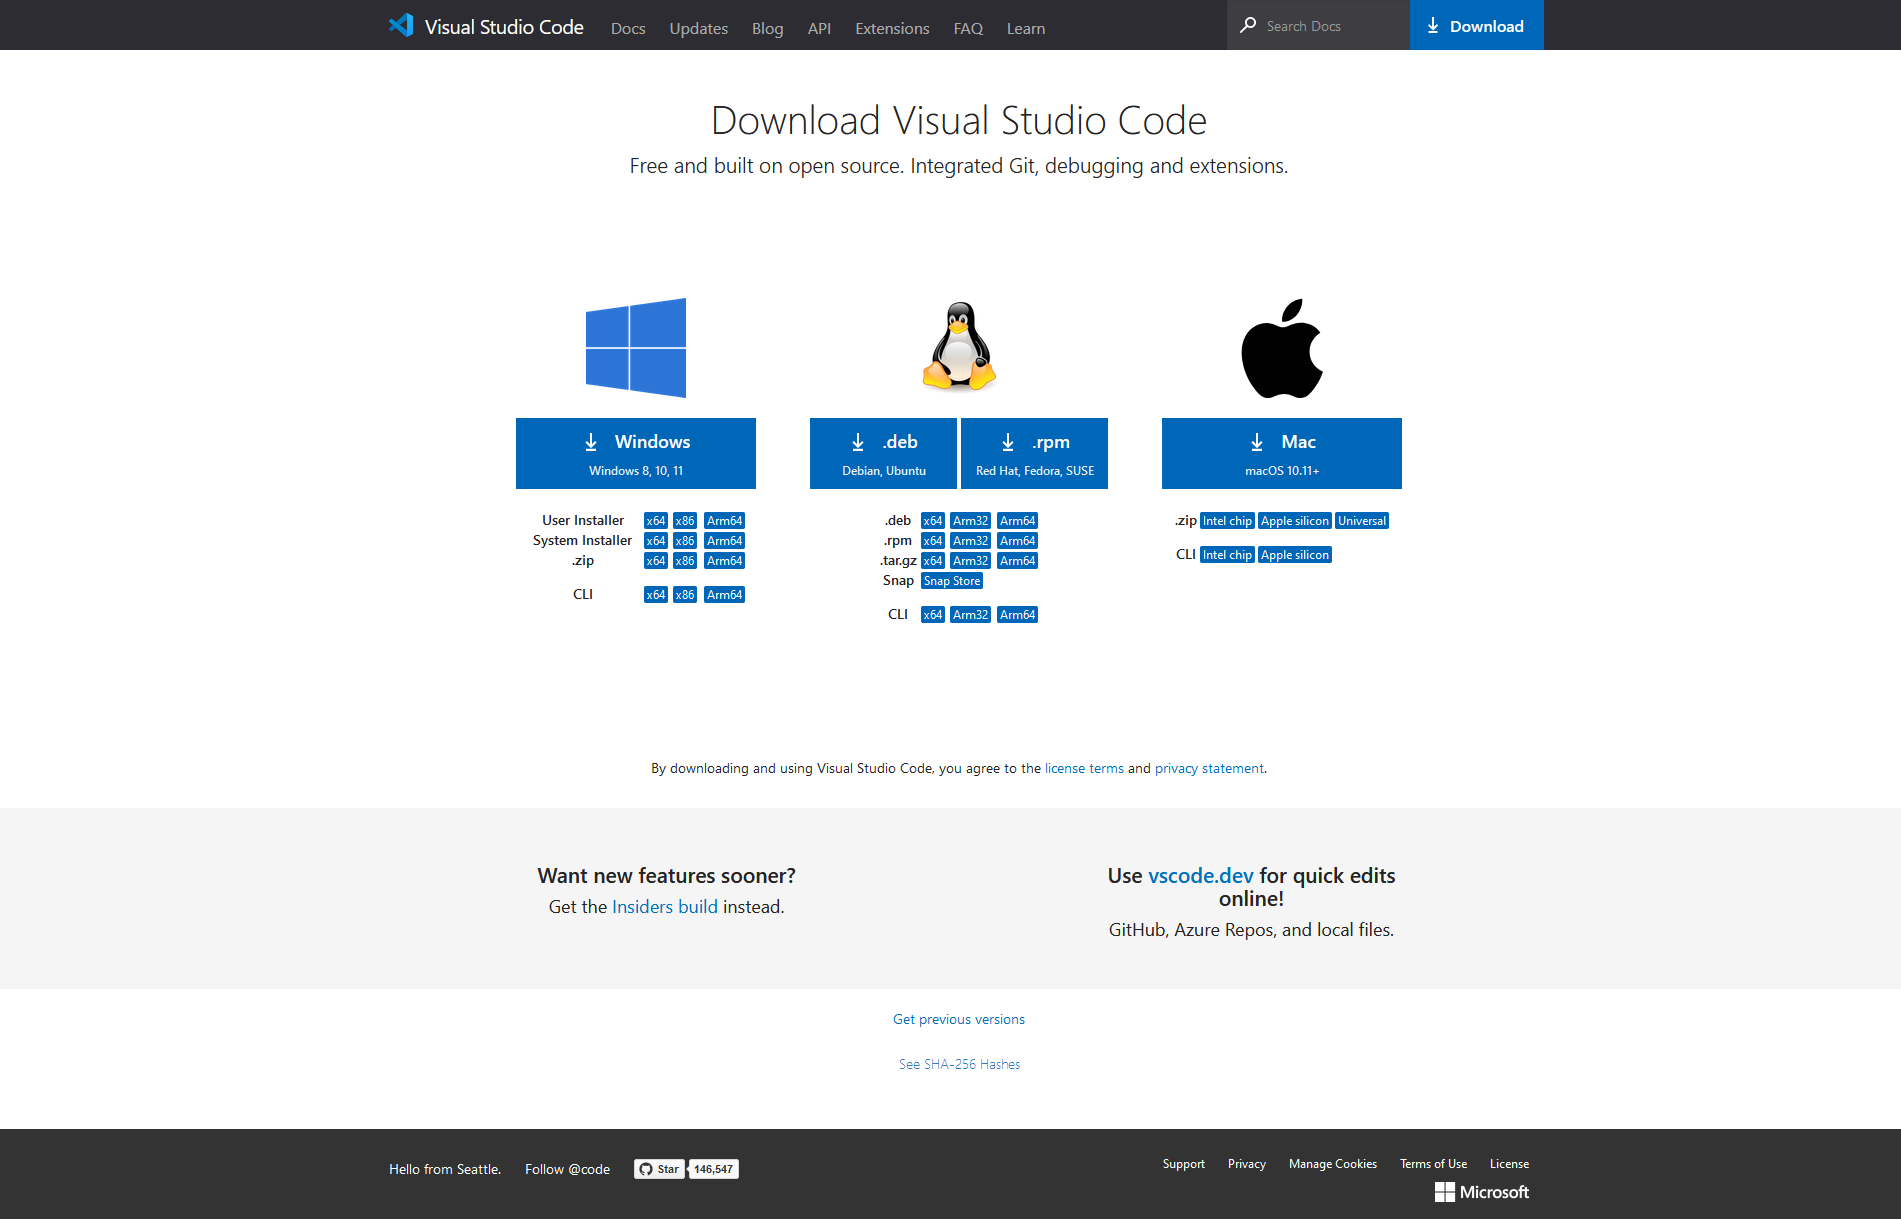 Visual Studio Code Docs Updates Blog API Extensions FAQ Learn Search Docs Download
Download Visual Studio Code
Free and built on open source. Integrated Git, debugging and extensions.
Windows
Windows 8, 10, 11
User Installer x64 x86 Arm64
System Installer x64 x86 Arm64
.zip x64 x86 Arm64
CLI x64 x86 Arm64
.deb
Debian, Ubuntu
.rpm
Red Hat, Fedora, SUSE
.deb x64 Arm32 Arm64
.rpm x64 Arm32 Arm64
.tar.gz x64 Arm32 Arm64
Snap Snap Store
CLI x64 Arm32 Arm64
Mac
macOS 10.11+
.zip Intel chip Apple silicon Universal
CLI Intel chip Apple silicon
By downloading and using Visual Studio Code, you agree to the license terms and privacy statement.
Want new features sooner?
Get the Insiders build instead.
Use vscode.dev for quick edits
online!
GitHub, Azure Repos, and local files.
Get previous versions
See SHA-256 Hashes
Hello from Seattle. Follow @code Star 146,547
Support Privacy Manage Cookies Terms of Use License
Microsoft